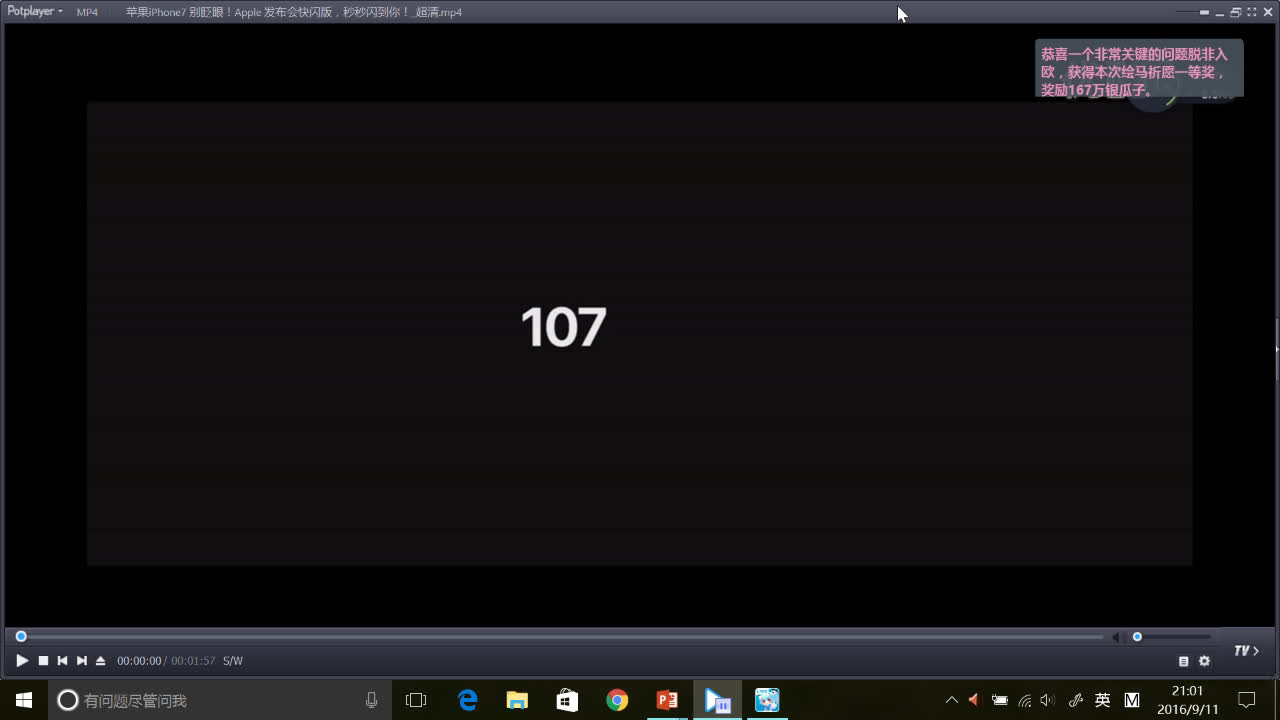 Potplayer MP4 苹果iPhone7 别眨眼！Apple 发布会快闪版，秒秒闪到你！_超清.mp4
恭喜一个非常关键的问题脱非入
欧，获得本次绘马祈愿一等奖，
奖励167万银瓜子。
107
00:00:00 / 00:01:57 S/W
TV
有问题尽管问我
英 M
21:01
2016/9/11